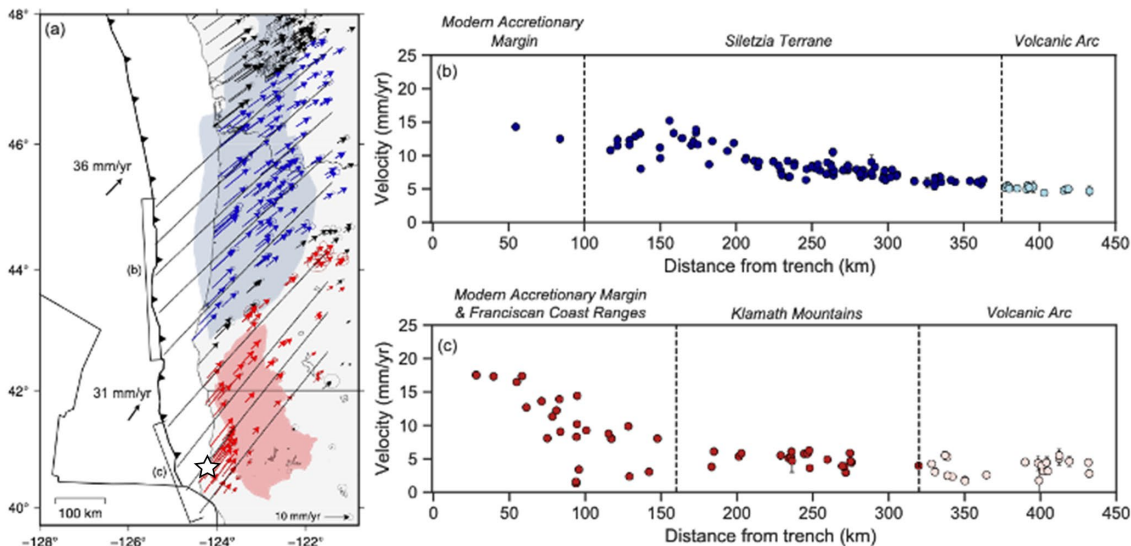 (a)
48°
46°
44°
42°
40°
−128°
−126°
−124°
−122°
36 mm/yr
31 mm/yr
(b)
(c)
100 km
10 mm/yr
Modern Accretionary
Margin
Siletzia Terrane
Volcanic Arc
(b)
Velocity (mm/yr)
25
20
15
10
5
0
0 50 100 150 200 250 300 350 400 450
Distance from trench (km)
Modern Accretionary Margin
& Franciscan Coast Ranges
Klamath Mountains
Volcanic Arc
(c)
Velocity (mm/yr)
25
20
15
10
5
0
0 50 100 150 200 250 300 350 400 450
Distance from trench (km)